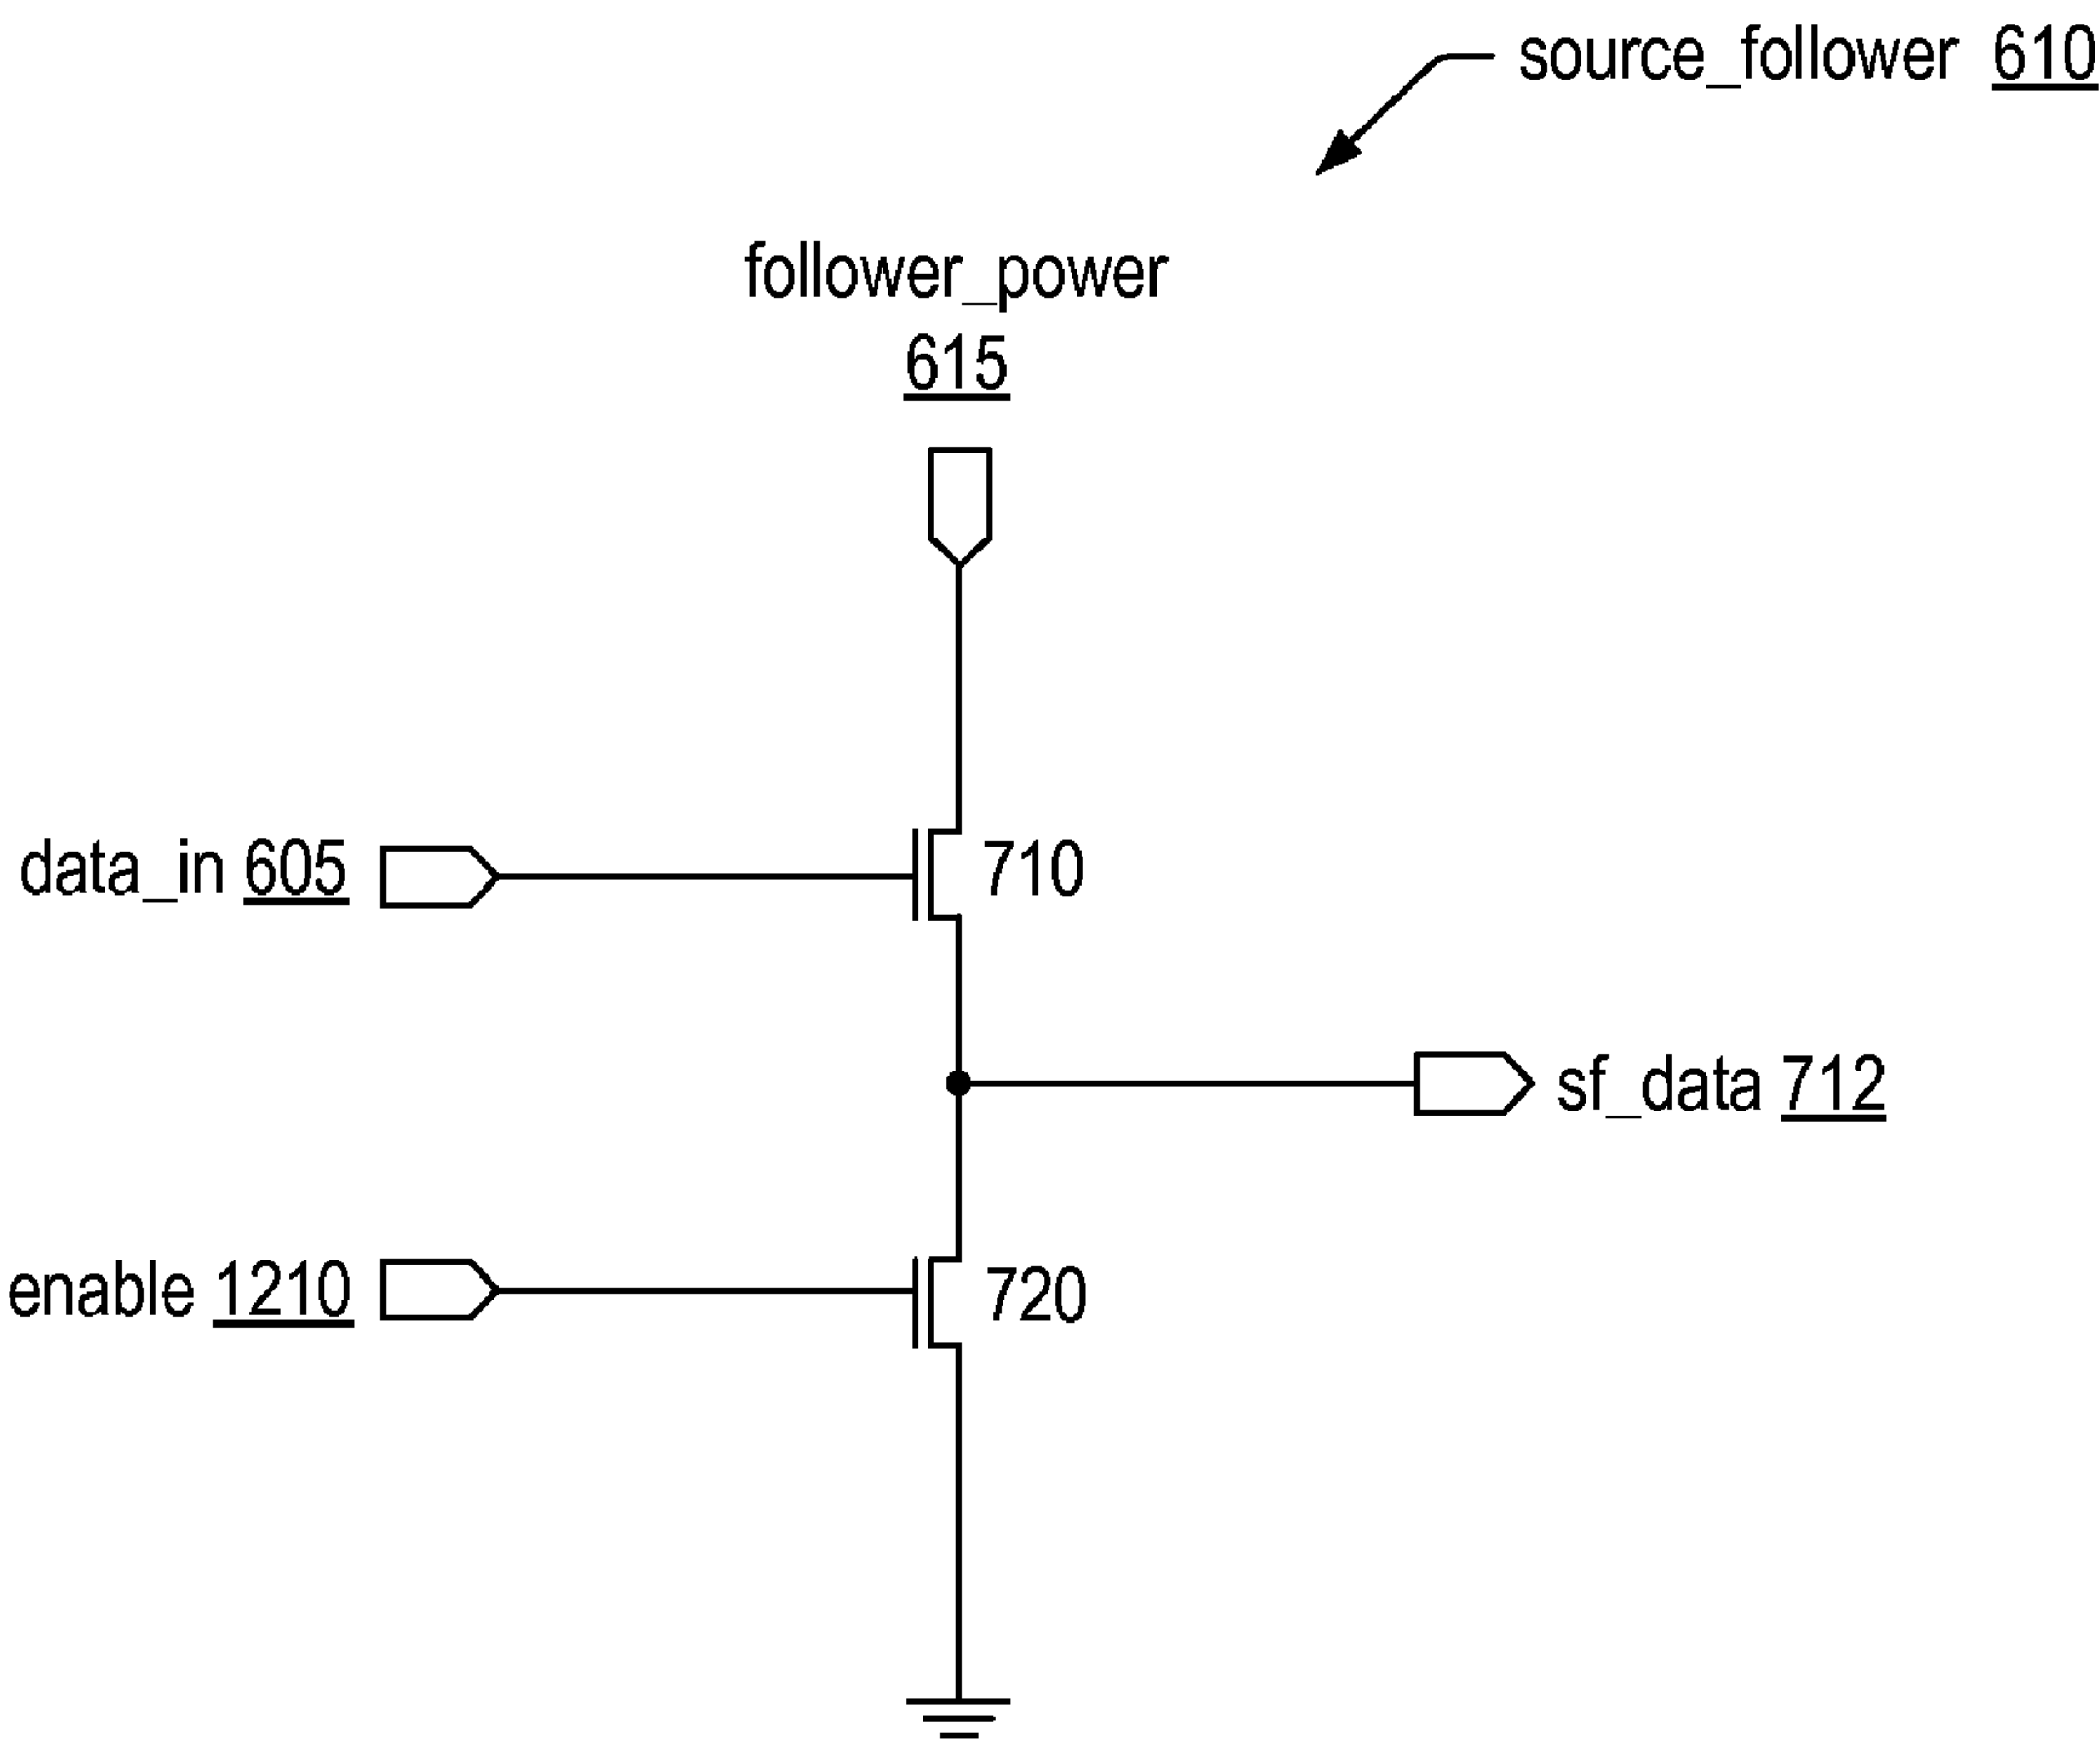 source_follower 610
follower_power
615
data_in 605
710
sf_data 712
enable 1210
720